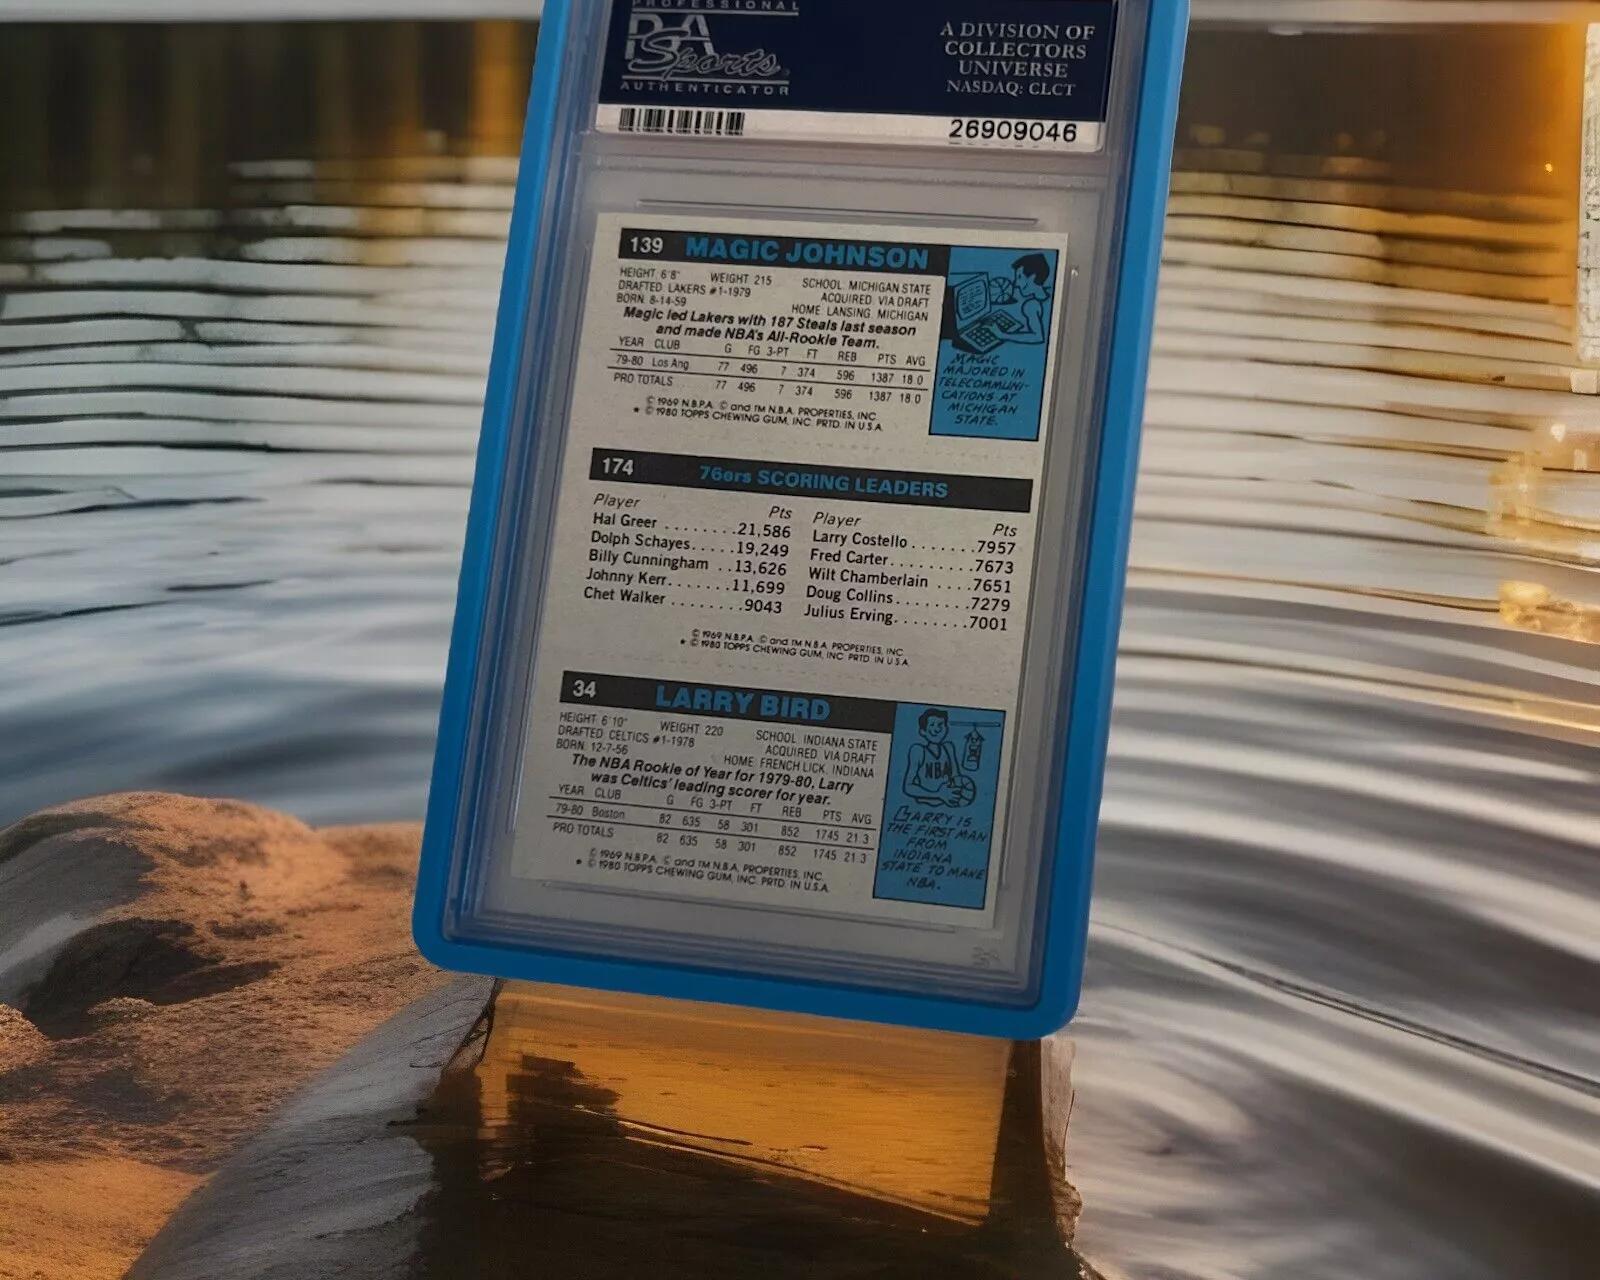 PROFESSIONAL
PSA
Sports
AUTHENTICATOR
A DIVISION OF
COLLECTORS
UNIVERSE
NASDAQ: CLCT
26909046
139 MAGIC JOHNSON
HEIGHT 6'8" WEIGHT 215 SCHOOL: MICHIGAN STATE
DRAFTED LAKERS #1-1979 ACQUIRED: VIA DRAFT
BORN 8-14-59 HOME: LANSING, MICHIGAN
Magic led Lakers with 187 Steals last season
and made NBA's All-Rookie Team.
YEAR CLUB G FG 3-PT FT REB PTS AVG
79-80 Los Ang 77 496 7 374 596 1387 18.0
PRO TOTALS 77 496 7 374 596 1387 18.0
© 1969 N.B.P.A. © and TM N.B.A. PROPERTIES, INC.
* © 1980 TOPPS CHEWING GUM, INC. PRTD. IN U.S.A.
MAGIC
MAJORED IN
TELECOMMUNI-
CATIONS AT
MICHIGAN
STATE.
174 76ers SCORING LEADERS
Player Pts Player Pts
Hal Greer ........21,586 Larry Costello .......7957
Dolph Schayes.....19,249 Fred Carter.........7673
Billy Cunningham ..13,626 Wilt Chamberlain ....7651
Johnny Kerr.......11,699 Doug Collins........7279
Chet Walker ........9043 Julius Erving........7001
© 1969 N.B.P.A. © and TM N.B.A. PROPERTIES, INC.
* © 1980 TOPPS CHEWING GUM, INC. PRTD. IN U.S.A.
34 LARRY BIRD
HEIGHT 6'10" WEIGHT 220 SCHOOL: INDIANA STATE
DRAFTED CELTICS #1-1978 ACQUIRED: VIA DRAFT
BORN 12-7-56 HOME: FRENCH LICK, INDIANA
The NBA Rookie of Year for 1979-80, Larry
was Celtics' leading scorer for year.
YEAR CLUB G FG 3-PT FT REB PTS AVG
79-80 Boston 82 635 58 301 852 1745 21.3
PRO TOTALS 82 635 58 301 852 1745 21.3
© 1969 N.B.P.A. © and TM N.B.A. PROPERTIES, INC.
* © 1980 TOPPS CHEWING GUM, INC. PRTD. IN U.S.A.
NBA
LARRY IS
THE FIRST MAN
FROM
INDIANA
STATE TO MAKE
NBA.